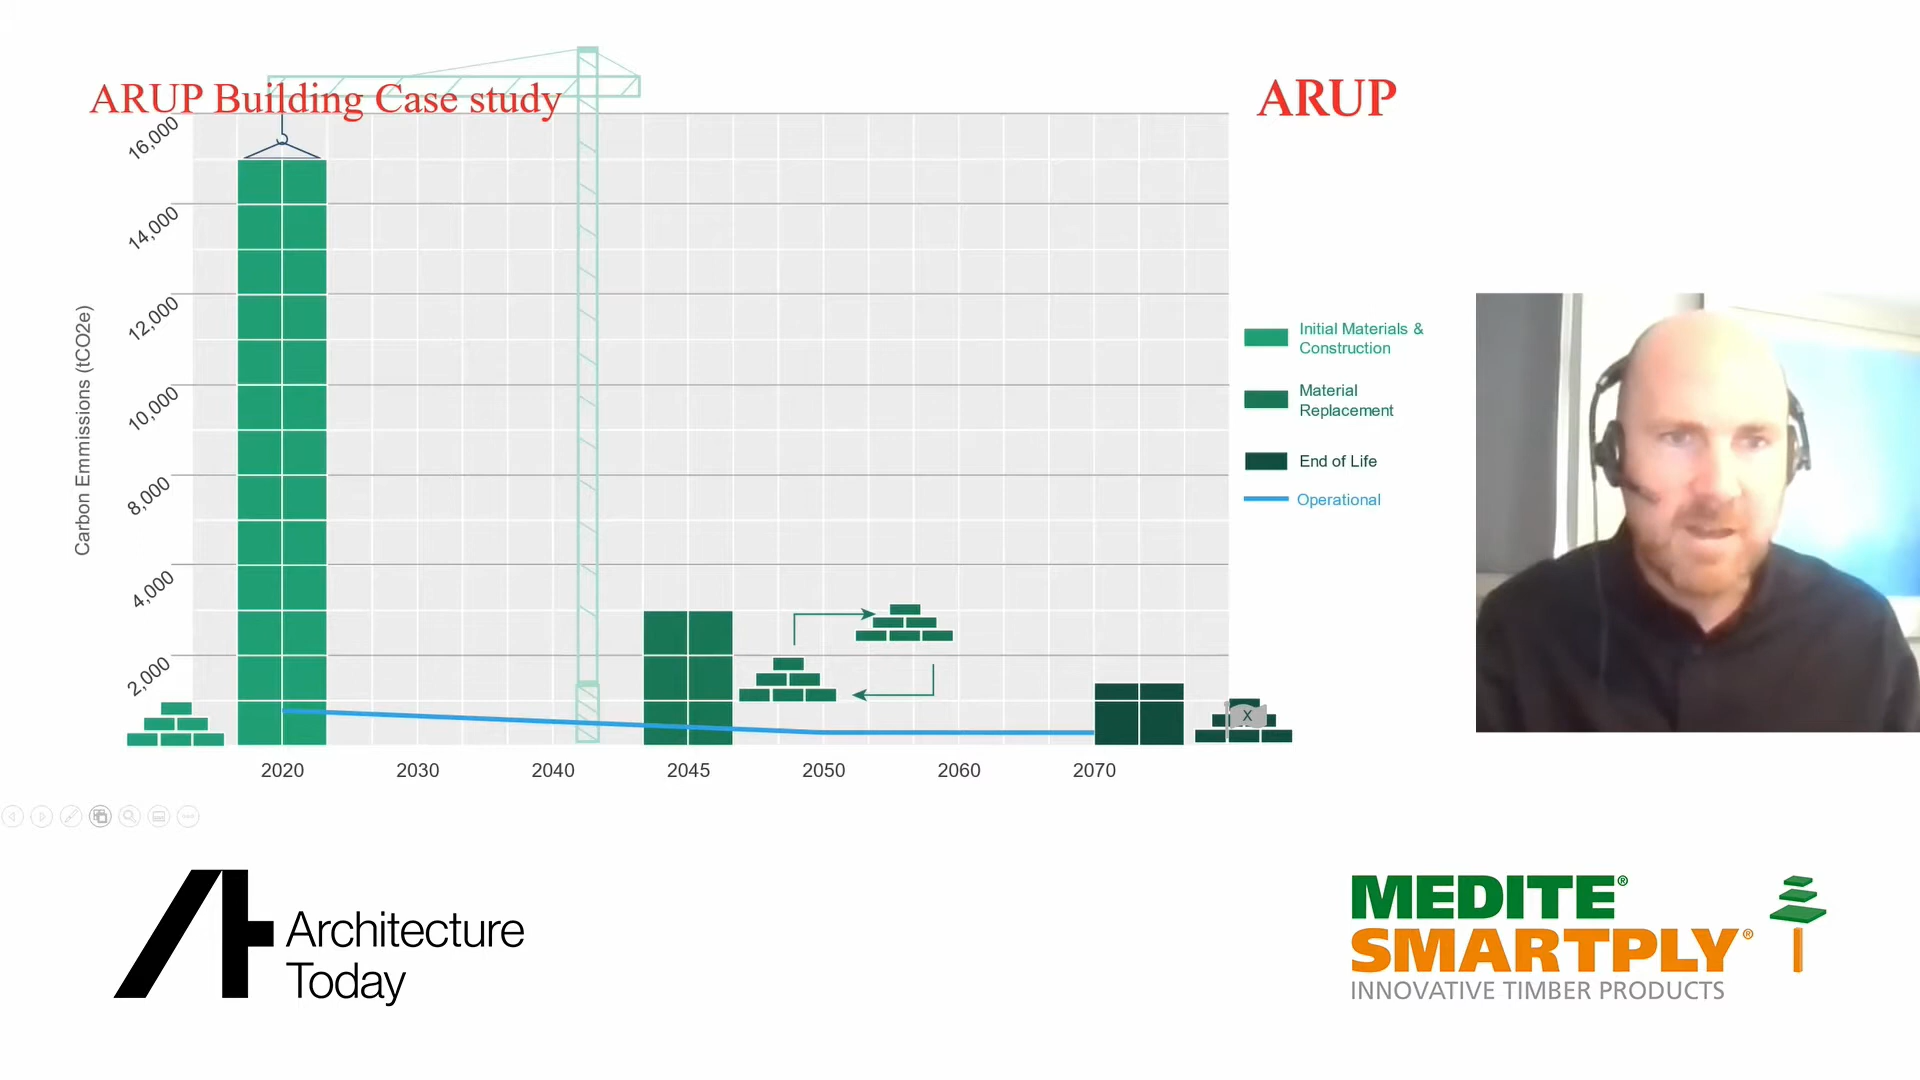 ARUP Building Case study
ARUP
16,000
14,000
12,000
10,000
8,000
4,000
2,000
Carbon Emmissions (tCO2e)
Initial Materials &
Construction
Material
Replacement
End of Life
Operational
X
2020 2030 2040 2045 2050 2060 2070
Architecture
Today
MEDITE®
SMARTPLY®
INNOVATIVE TIMBER PRODUCTS